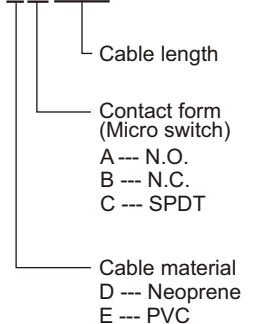 Cable length
Contact form
(Micro switch)
A --- N.O.
B --- N.C.
C --- SPDT
Cable material
D --- Neoprene
E --- PVC